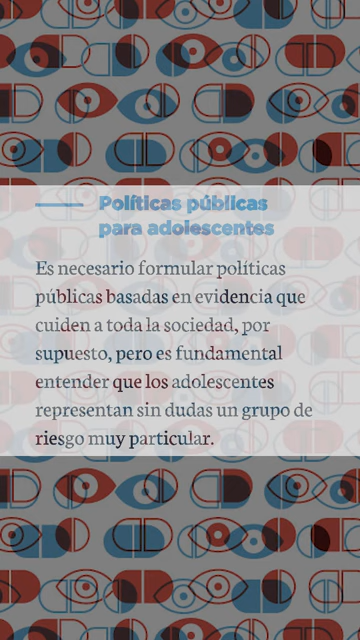 Políticas públicas
para adolescentes
Es necesario formular políticas
públicas basadas en evidencia que
cuiden a toda la sociedad, por
supuesto, pero es fundamental
entender que los adolescentes
representan sin dudas un grupo de
riesgo muy particular.